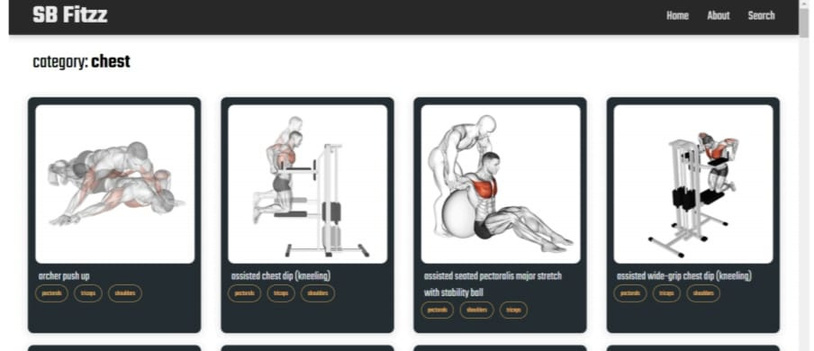 SB Fitzz
Home About Search
category: chest
archer push up
pectorals triceps shoulders
assisted chest dip (kneeling)
pectorals triceps shoulders
assisted seated pectoralis major stretch
with stability ball
pectorals shoulders triceps
assisted wide-grip chest dip (kneeling)
pectorals triceps shoulders